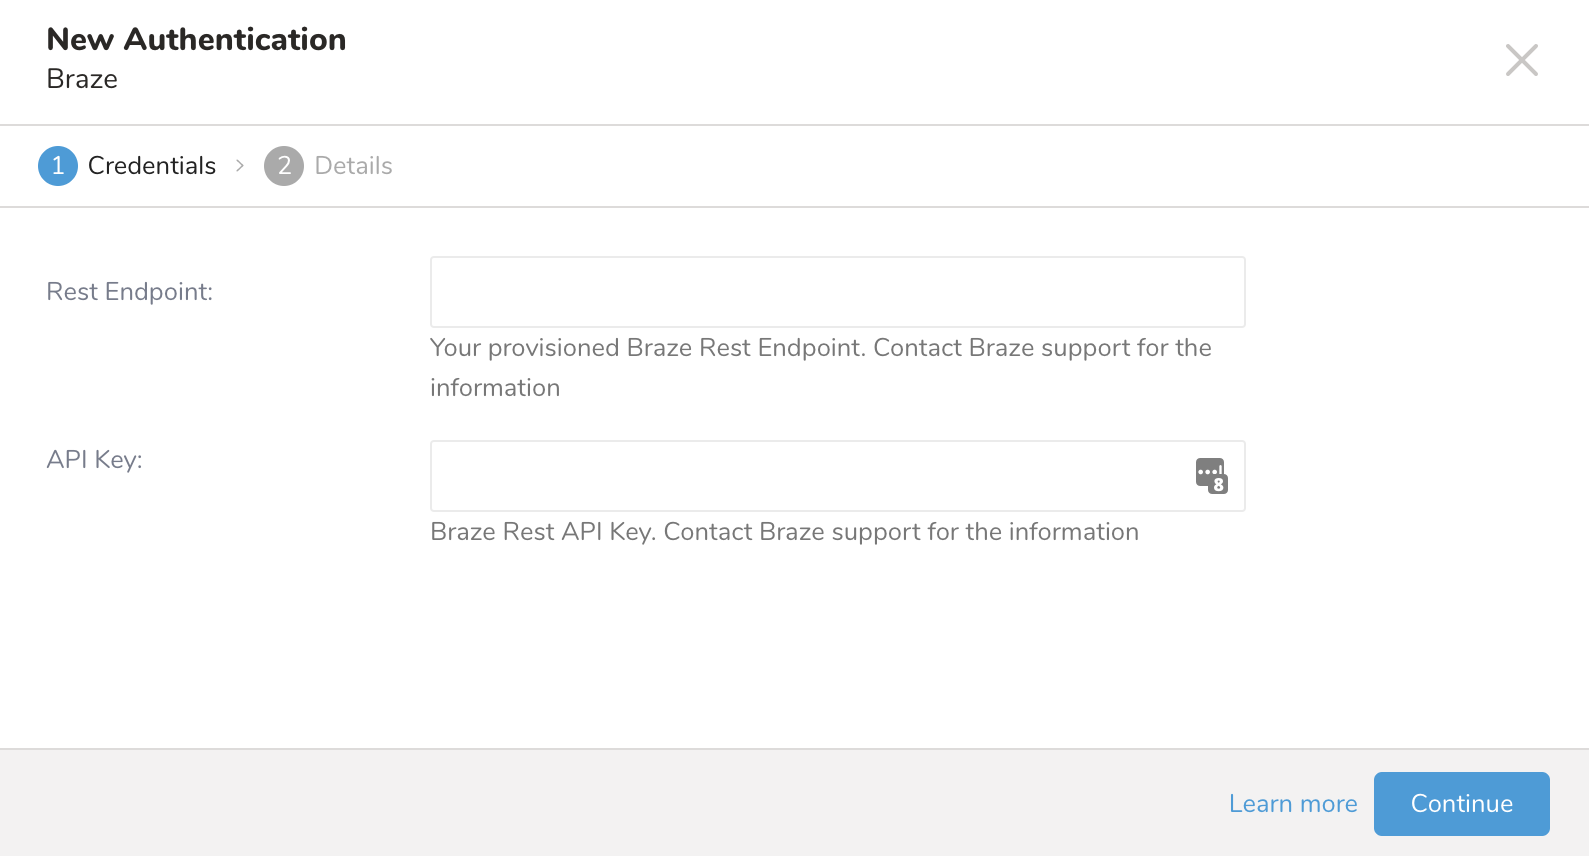 New Authentication
Braze
1 Credentials > 2 Details
Rest Endpoint:
Your provisioned Braze Rest Endpoint. Contact Braze support for the
information
API Key:
8
Braze Rest API Key. Contact Braze support for the information
Learn more
Continue